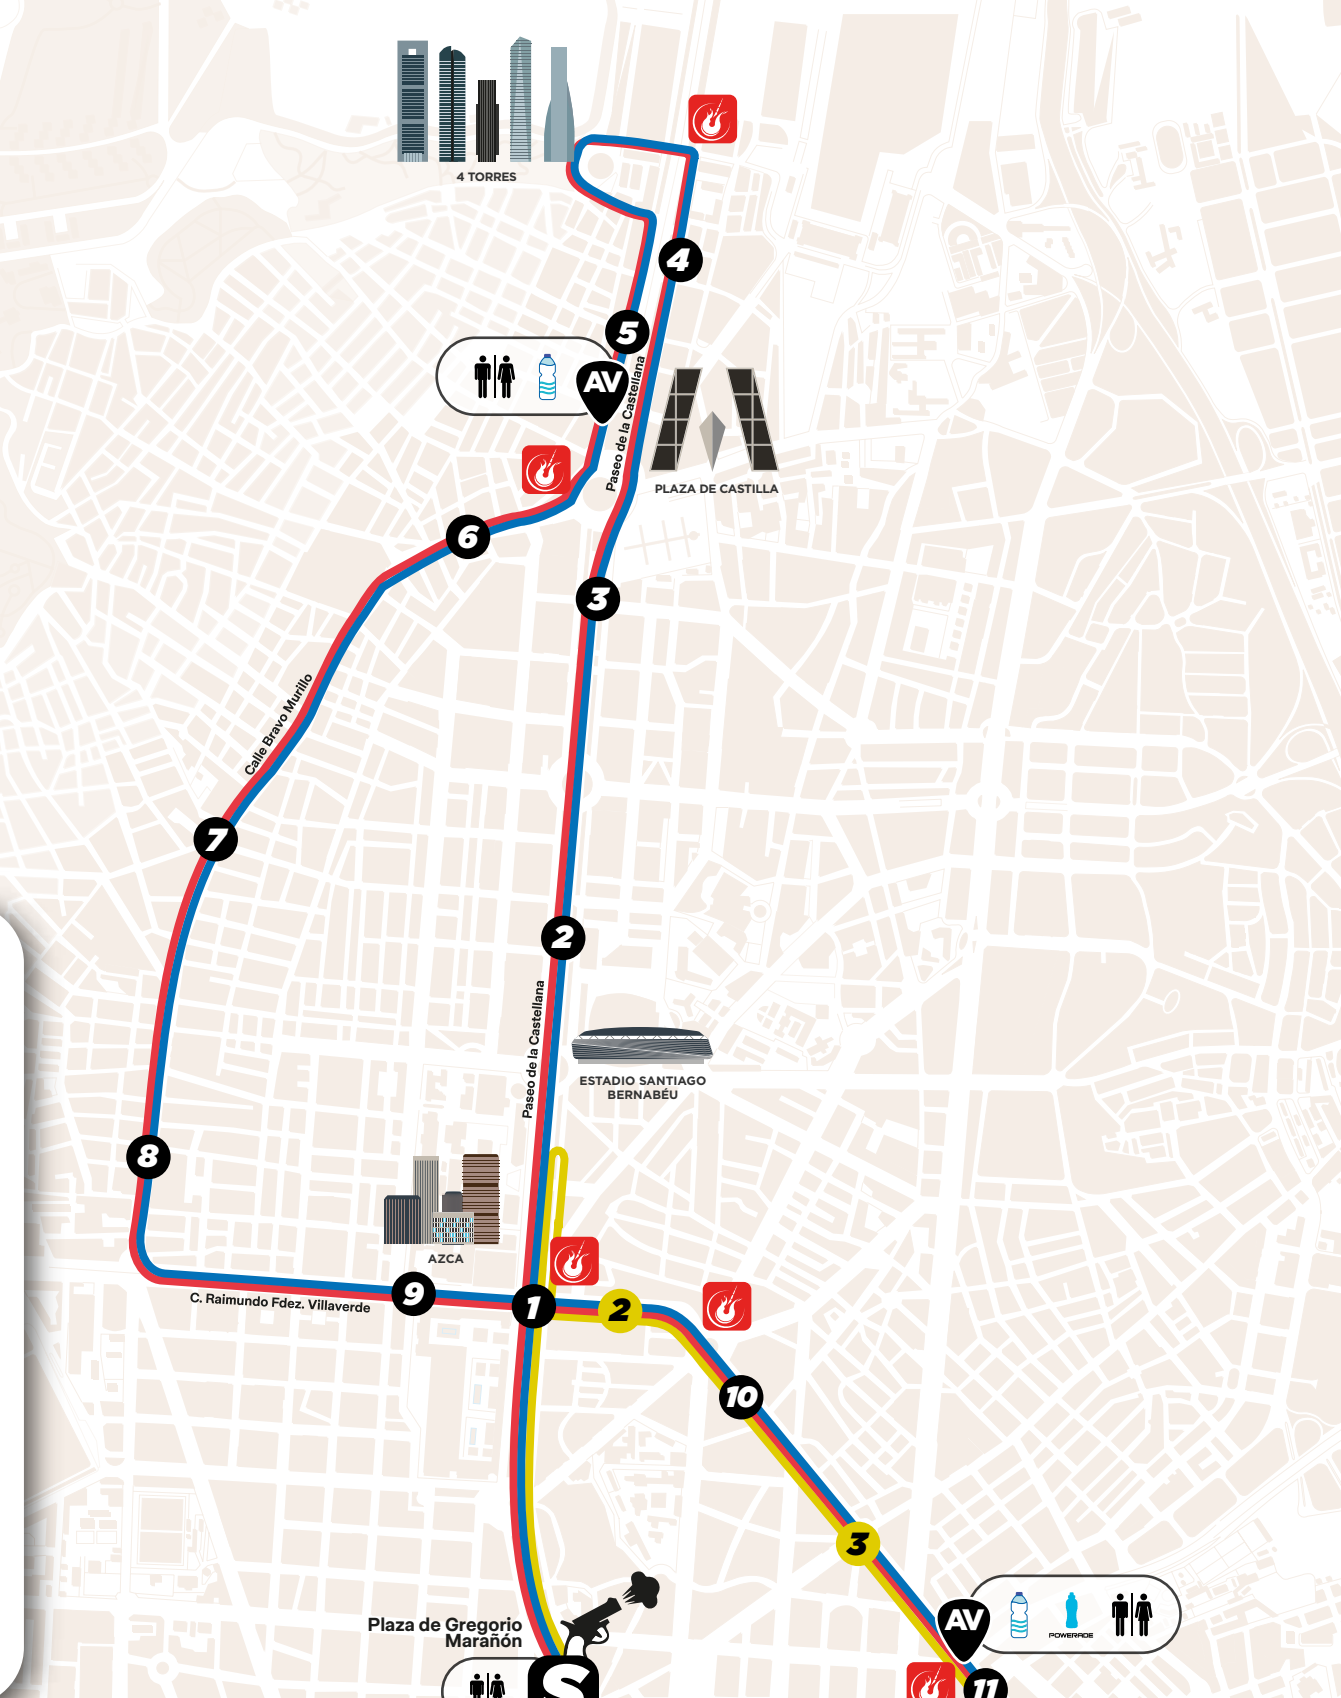 4 TORRES
4
5
AV
Paseo de la Castellana
PLAZA DE CASTILLA
6
3
Calle Bravo Murillo
7
2
Paseo de la Castellana
ESTADIO SANTIAGO
BERNABÉU
8
AZCA
9
C. Raimundo Fdez. Villaverde
1
2
10
3
AV
POWERADE
Plaza de Gregorio
Marañón
S
11